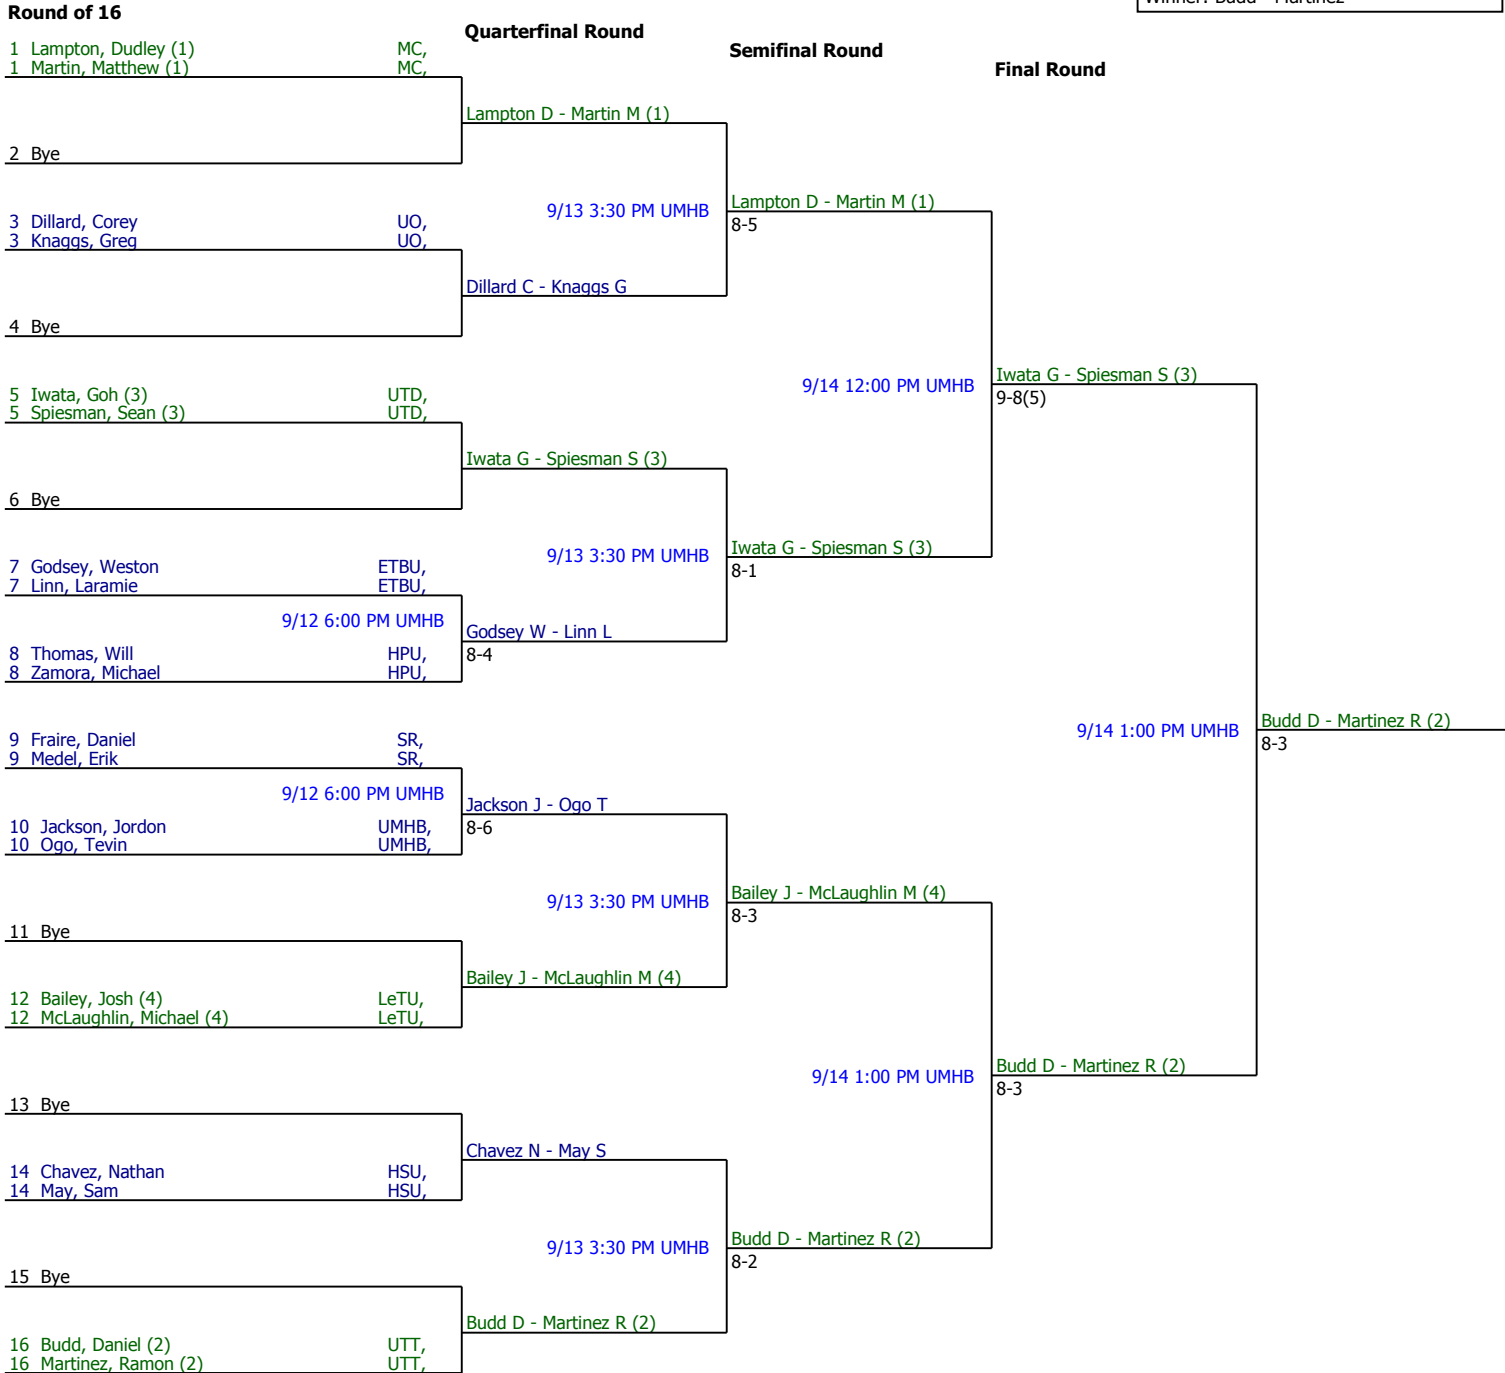 Winner: Budd - Martinez
Round of 16
Quarterfinal Round
Semifinal Round
Final Round
1 Lampton, Dudley (1) MC,
1 Martin, Matthew (1) MC,
Lampton D - Martin M (1)
2 Bye
9/13 3:30 PM UMHB
Lampton D - Martin M (1)
8-5
3 Dillard, Corey UO,
3 Knaggs, Greg UO,
Dillard C - Knaggs G
4 Bye
9/14 12:00 PM UMHB
Iwata G - Spiesman S (3)
9-8(5)
5 Iwata, Goh (3) UTD,
5 Spiesman, Sean (3) UTD,
Iwata G - Spiesman S (3)
6 Bye
9/13 3:30 PM UMHB
Iwata G - Spiesman S (3)
8-1
7 Godsey, Weston ETBU,
7 Linn, Laramie ETBU,
9/12 6:00 PM UMHB
Godsey W - Linn L
8-4
8 Thomas, Will HPU,
8 Zamora, Michael HPU,
9/14 1:00 PM UMHB
Budd D - Martinez R (2)
8-3
9 Fraire, Daniel SR,
9 Medel, Erik SR,
9/12 6:00 PM UMHB
Jackson J - Ogo T
8-6
10 Jackson, Jordon UMHB,
10 Ogo, Tevin UMHB,
9/13 3:30 PM UMHB
Bailey J - McLaughlin M (4)
8-3
11 Bye
Bailey J - McLaughlin M (4)
12 Bailey, Josh (4) LeTU,
12 McLaughlin, Michael (4) LeTU,
9/14 1:00 PM UMHB
Budd D - Martinez R (2)
8-3
13 Bye
Chavez N - May S
14 Chavez, Nathan HSU,
14 May, Sam HSU,
9/13 3:30 PM UMHB
Budd D - Martinez R (2)
8-2
15 Bye
Budd D - Martinez R (2)
16 Budd, Daniel (2) UTT,
16 Martinez, Ramon (2) UTT,